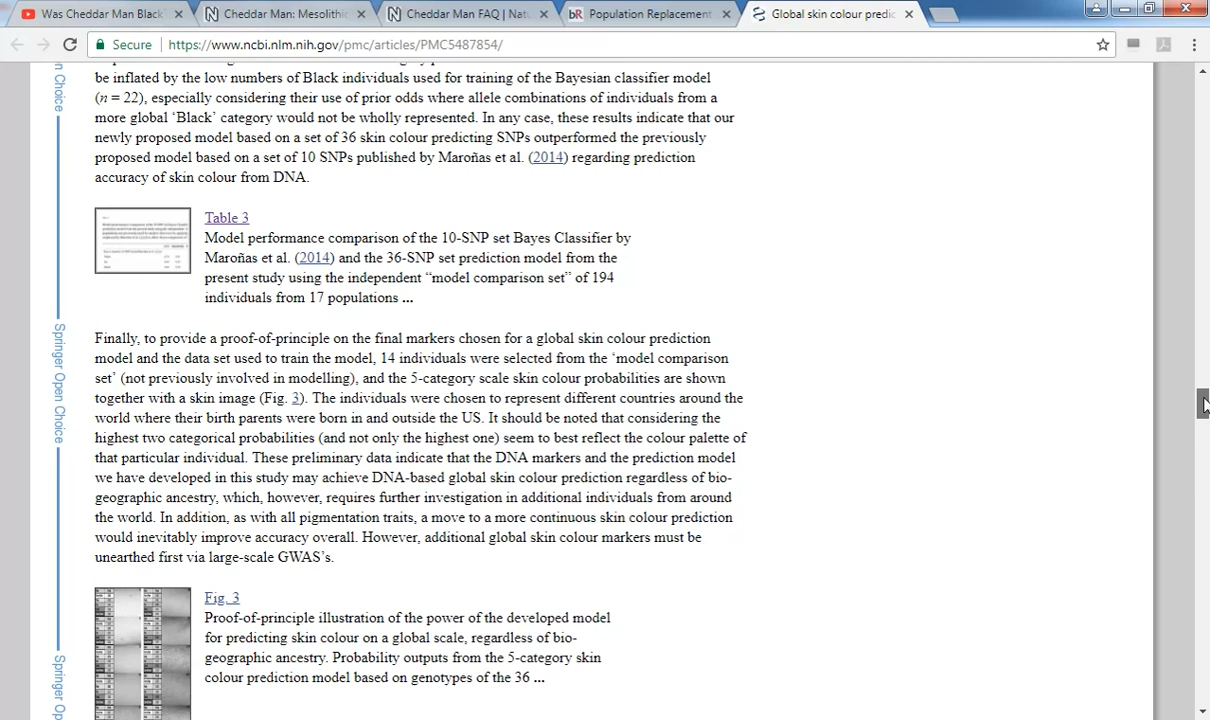 Was Cheddar Man Black
Cheddar Man: Mesolithic
Cheddar Man FAQ | Natu
bR Population Replacement
Global skin colour predic
Secure
https://www.ncbi.nlm.nih.gov/pmc/articles/PMC5487854/
be inflated by the low numbers of Black individuals used for training of the Bayesian classifier model
(n = 22), especially considering their use of prior odds where allele combinations of individuals from a
more global ‘Black’ category would not be wholly represented. In any case, these results indicate that our
newly proposed model based on a set of 36 skin colour predicting SNPs outperformed the previously
proposed model based on a set of 10 SNPs published by Maroñas et al. (2014) regarding prediction
accuracy of skin colour from DNA.
Table 3
Model performance comparison of the 10-SNP set Bayes Classifier by
Maroñas et al. (2014) and the 36-SNP set prediction model from the
present study using the independent “model comparison set” of 194
individuals from 17 populations ...
Finally, to provide a proof-of-principle on the final markers chosen for a global skin colour prediction
model and the data set used to train the model, 14 individuals were selected from the ‘model comparison
set’ (not previously involved in modelling), and the 5-category scale skin colour probabilities are shown
together with a skin image (Fig. 3). The individuals were chosen to represent different countries around the
world where their birth parents were born in and outside the US. It should be noted that considering the
highest two categorical probabilities (and not only the highest one) seem to best reflect the colour palette of
that particular individual. These preliminary data indicate that the DNA markers and the prediction model
we have developed in this study may achieve DNA-based global skin colour prediction regardless of bio-
geographic ancestry, which, however, requires further investigation in additional individuals from around
the world. In addition, as with all pigmentation traits, a move to a more continuous skin colour prediction
would inevitably improve accuracy overall. However, additional global skin colour markers must be
unearthed first via large-scale GWAS’s.
Fig. 3
Proof-of-principle illustration of the power of the developed model
for predicting skin colour on a global scale, regardless of bio-
geographic ancestry. Probability outputs from the 5-category skin
colour prediction model based on genotypes of the 36 ...
n Choice
Springer Open Choice
Springer Op